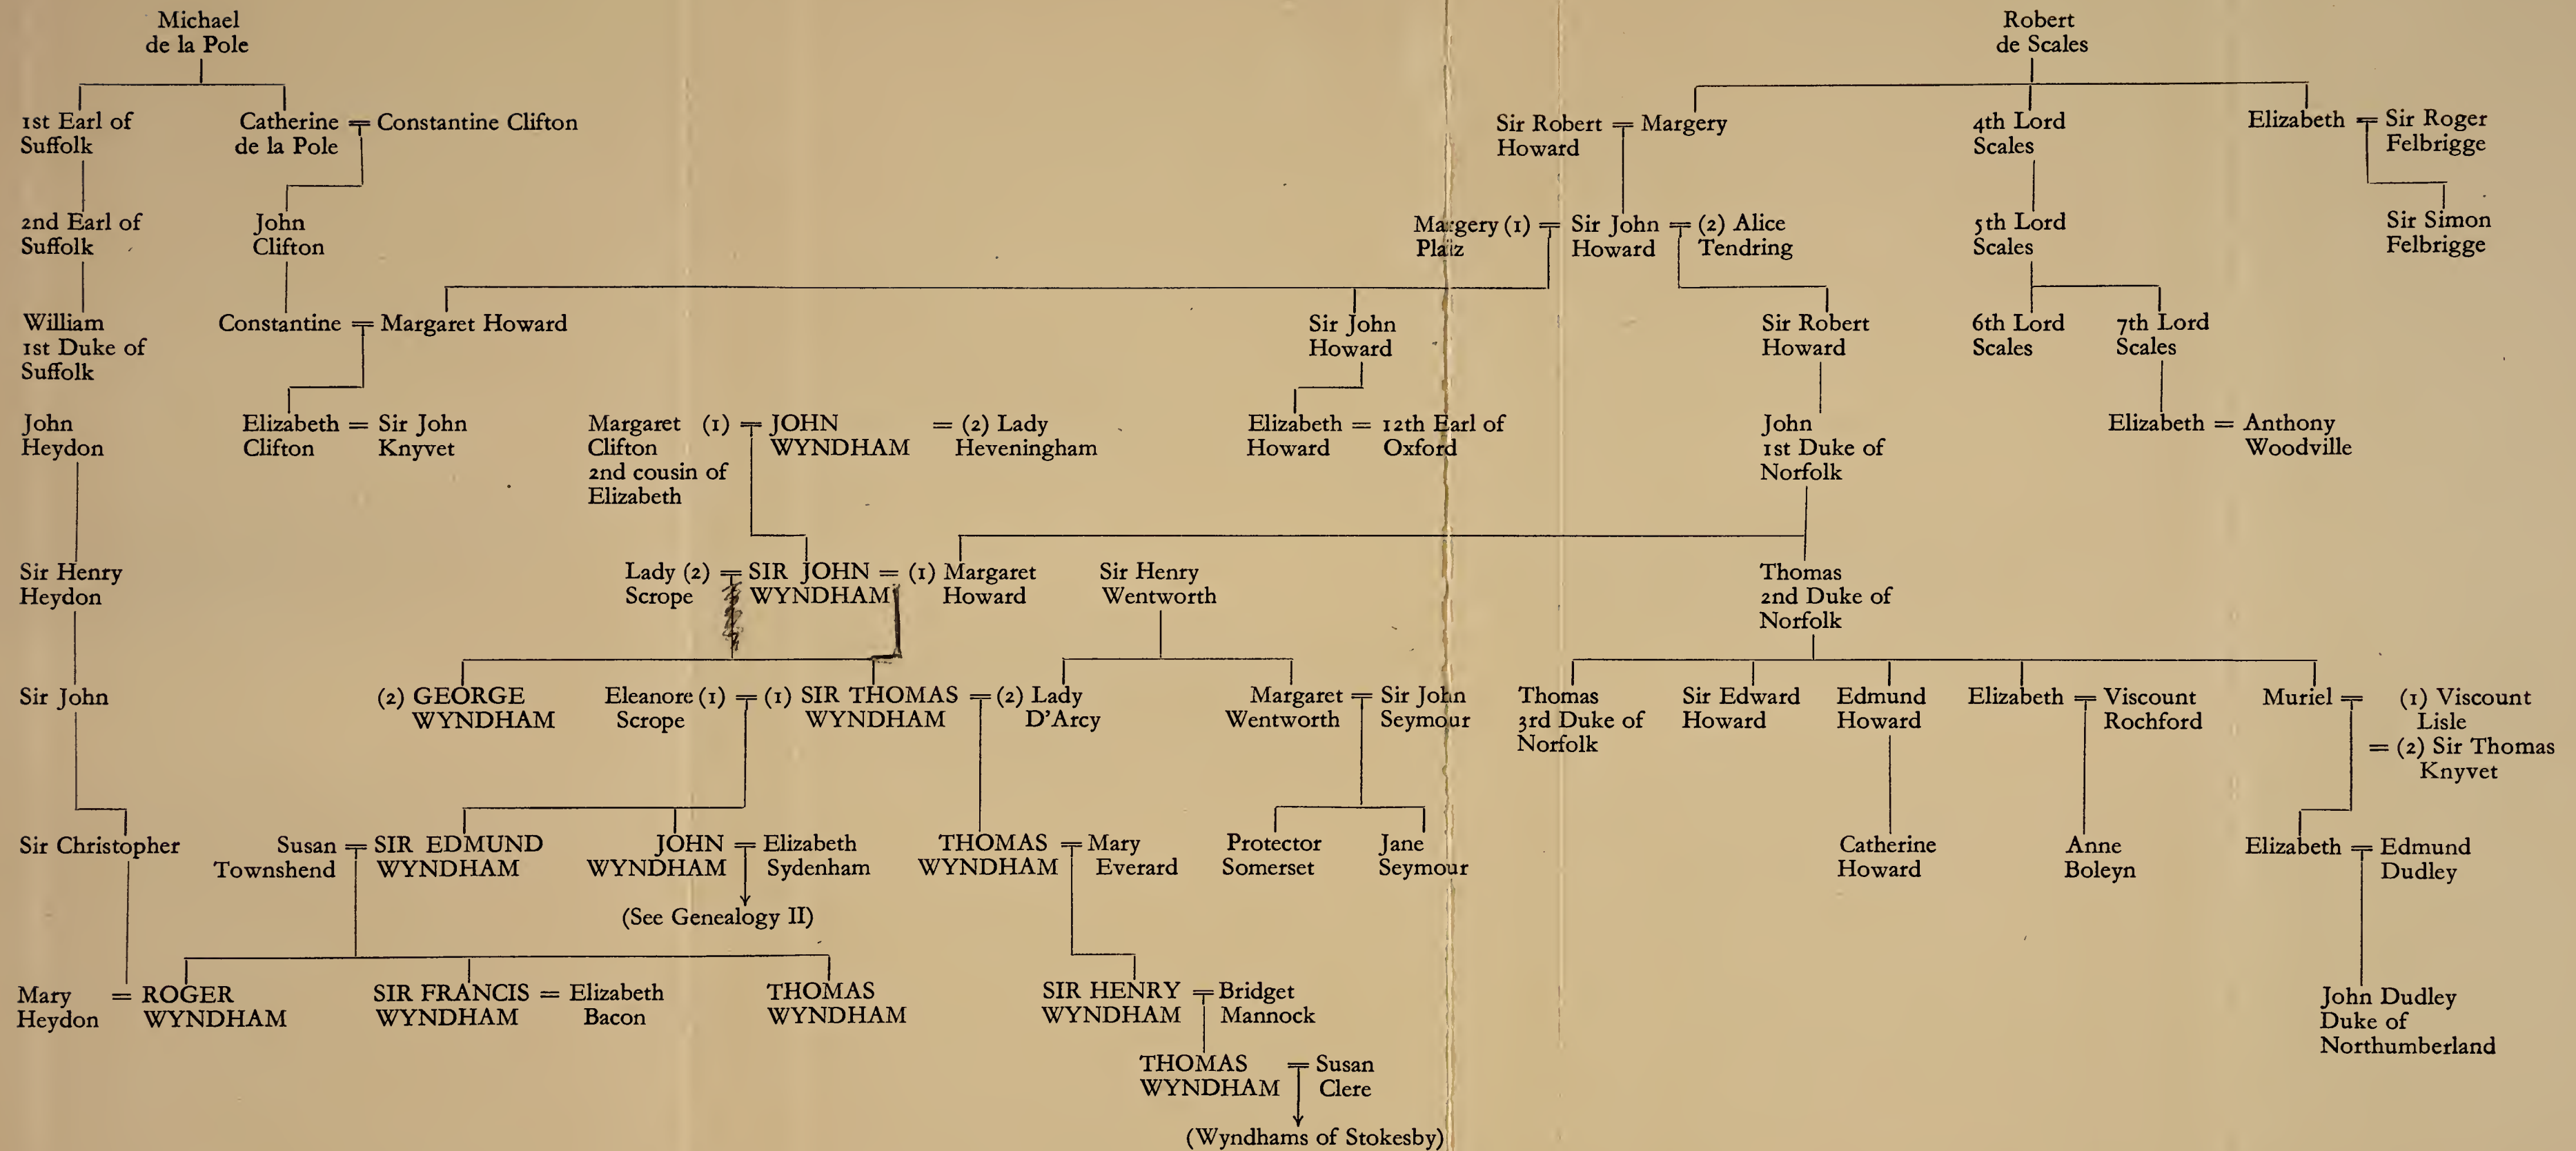 Michael
de la Pole
Robert
de Scales
1st Earl of
Suffolk
Catherine
de la Pole
Constantine Clifton
Sir Robert
Howard
Margery
4th Lord
Scales
Elizabeth
Sir Roger
Felbrigge
2nd Earl of
Suffolk
John
Clifton
Margery (1)
Plaiz
Sir John
Howard
(2) Alice
Tendring
5th Lord
Scales
Sir Simon
Felbrigge
William
1st Duke of
Suffolk
Constantine = Margaret Howard
Sir John
Howard
Sir Robert
Howard
6th Lord
Scales
7th Lord
Scales
John
Heydon
Elizabeth = Sir John
Clifton Knyvet
Margaret (1) = JOHN = (2) Lady
Clifton WYNDHAM Heveningham
2nd cousin of
Elizabeth
Elizabeth = 12th Earl of
Howard Oxford
John
1st Duke of
Norfolk
Elizabeth = Anthony
Woodville
Sir Henry
Heydon
Lady (2) = SIR JOHN = (1) Margaret
Scrope WYNDHAM Howard
Sir Henry
Wentworth
Thomas
2nd Duke of
Norfolk
Sir John
(2) GEORGE
WYNDHAM
Eleanore (1) = (1) SIR THOMAS = (2) Lady
Scrope WYNDHAM D'Arcy
Margaret = Sir John
Wentworth Seymour
Thomas
3rd Duke of
Norfolk
Sir Edward
Howard
Edmund
Howard
Elizabeth = Viscount
Rochford
Muriel = (1) Viscount
Lisle
= (2) Sir Thomas
Knyvet
Sir Christopher
Susan = SIR EDMUND
Townshend WYNDHAM
JOHN = Elizabeth
WYNDHAM Sydenham
(See Genealogy II)
THOMAS = Mary
WYNDHAM Everard
Protector
Somerset
Jane
Seymour
Catherine
Howard
Anne
Boleyn
Elizabeth = Edmund
Dudley
Mary = ROGER
Heydon WYNDHAM
SIR FRANCIS = Elizabeth
WYNDHAM Bacon
THOMAS
WYNDHAM
SIR HENRY = Bridget
WYNDHAM Mannock
John Dudley
Duke of
Northumberland
THOMAS = Susan
WYNDHAM Clere
(Wyndhams of Stokesby)